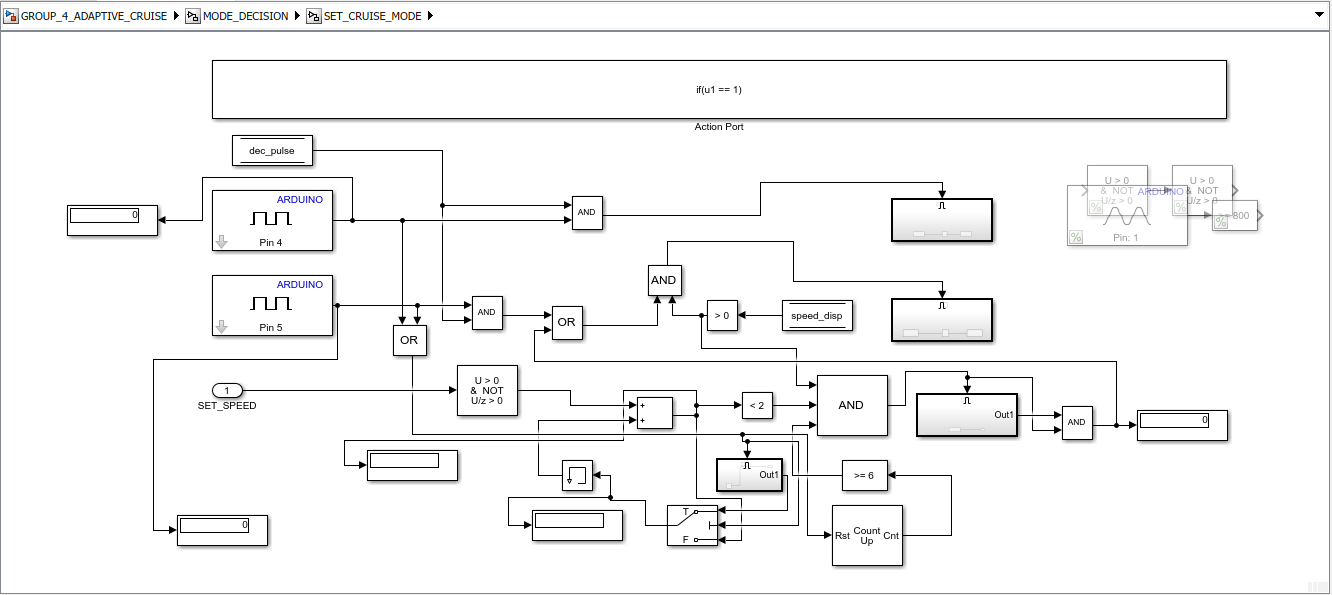 GROUP_4_ADAPTIVE_CRUISE MODE_DECISION SET_CRUISE_MODE
if(u1 == 1)
Action Port
dec_pulse
0
ARDUINO
Pin 4
AND
U > 0
& NOT
U/z > 0
ARDUINO
U > 0
& NOT
U/z > 0
%
%
%
%
800
Pin: 1
ARDUINO
Pin 5
AND
OR
OR
AND
> 0
speed_disp
1
SET_SPEED
U > 0
& NOT
U/z > 0
+
+
< 2
AND
Out1
AND
0
Out1
>= 6
T
F
Rst
Count
Up
Cnt
0